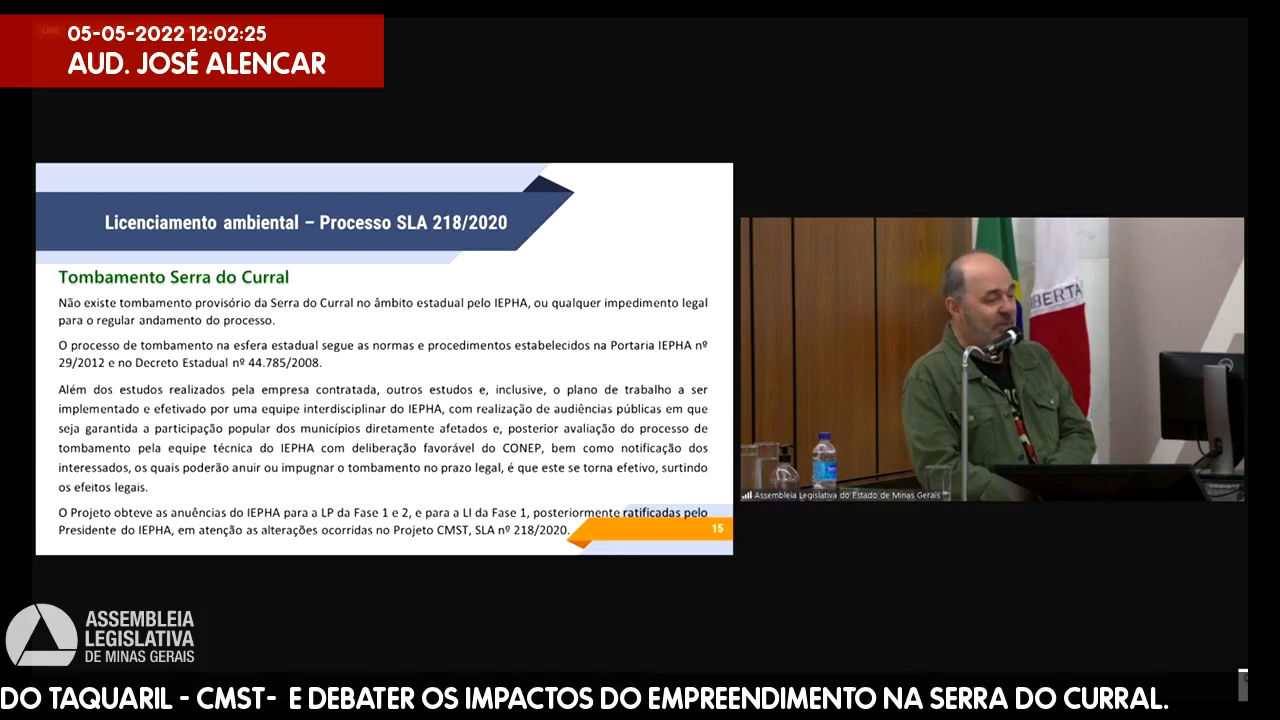 LIVE
05-05-2022 12:02:25
AUD. JOSÉ ALENCAR
Licenciamento ambiental – Processo SLA 218/2020
Tombamento Serra do Curral
Não existe tombamento provisório da Serra do Curral no âmbito estadual pelo IEPHA, ou qualquer impedimento legal
para o regular andamento do processo.
O processo de tombamento na esfera estadual segue as normas e procedimentos estabelecidos na Portaria IEPHA nº
29/2012 e no Decreto Estadual nº 44.785/2008.
Além dos estudos realizados pela empresa contratada, outros estudos e, inclusive, o plano de trabalho a ser
implementado e efetivado por uma equipe interdisciplinar do IEPHA, com realização de audiências públicas em que
seja garantida a participação popular dos municípios diretamente afetados e, posterior avaliação do processo de
tombamento pela equipe técnica do IEPHA com deliberação favorável do CONEP, bem como notificação dos
interessados, os quais poderão anuir ou impugnar o tombamento no prazo legal, é que este se torna efetivo, surtindo
os efeitos legais.
O Projeto obteve as anuências do IEPHA para a LP da Fase 1 e 2, e para a LI da Fase 1, posteriormente ratificadas pelo
Presidente do IEPHA, em atenção as alterações ocorridas no Projeto CMST, SLA nº 218/2020.
15
IBERTA
Assembleia Legislativa do Estado de Minas Gerais
ASSEMBLEIA
LEGISLATIVA
DE MINAS GERAIS
DO TAQUARIL - CMST- E DEBATER OS IMPACTOS DO EMPREENDIMENTO NA SERRA DO CURRAL.